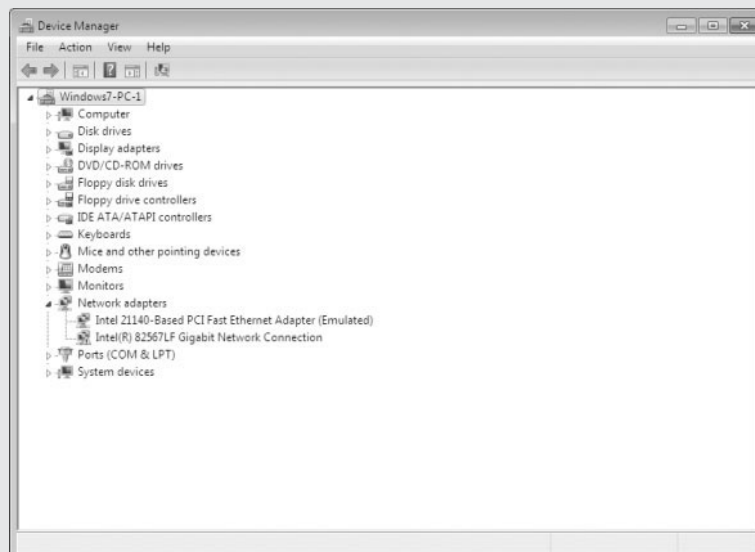 Device Manager
File Action View Help
Windows7-PC-1
Computer
Disk drives
Display adapters
DVD/CD-ROM drives
Floppy disk drives
Floppy drive controllers
IDE ATA/ATAPI controllers
Keyboards
Mice and other pointing devices
Modems
Monitors
Network adapters
Intel 21140-Based PCI Fast Ethernet Adapter (Emulated)
Intel(R) 82567LF Gigabit Network Connection
Ports (COM & LPT)
System devices